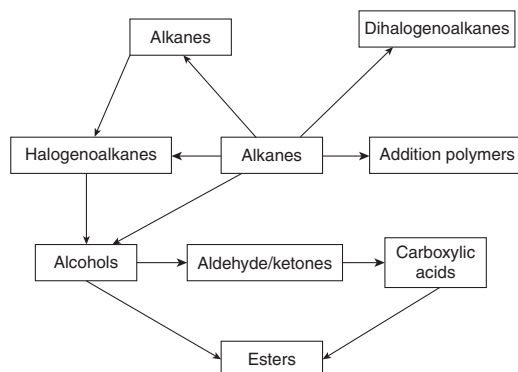 Alkanes
Dihalogenoalkanes
Halogenoalkanes
Alkanes
Addition polymers
Alcohols
Aldehyde/ketones
Carboxylic
acids
Esters